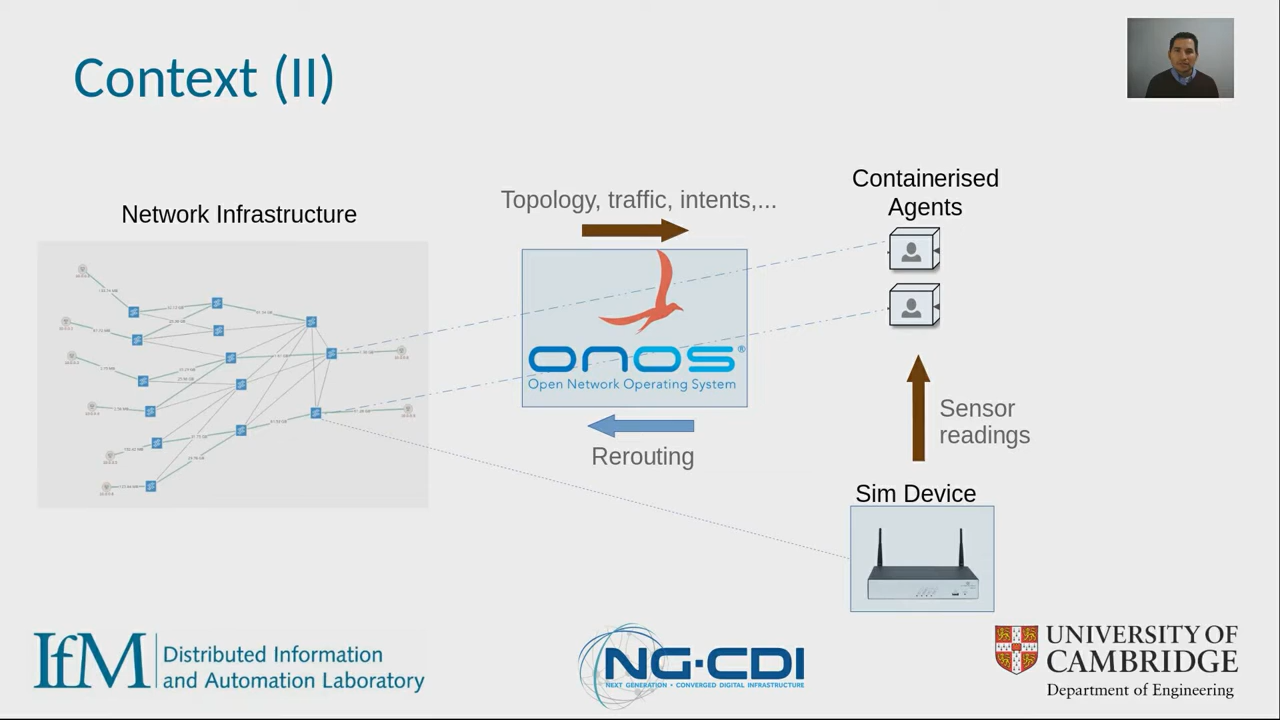 Context (II)
Network Infrastructure
Topology, traffic, intents,...
Containerised
Agents
onos®
Open Network Operating System
Rerouting
Sensor
readings
Sim Device
IfM Distributed Information
and Automation Laboratory
NG·CDI
NEXT GENERATION · CONVERGED DIGITAL INFRASTRUCTURE
UNIVERSITY OF
CAMBRIDGE
Department of Engineering